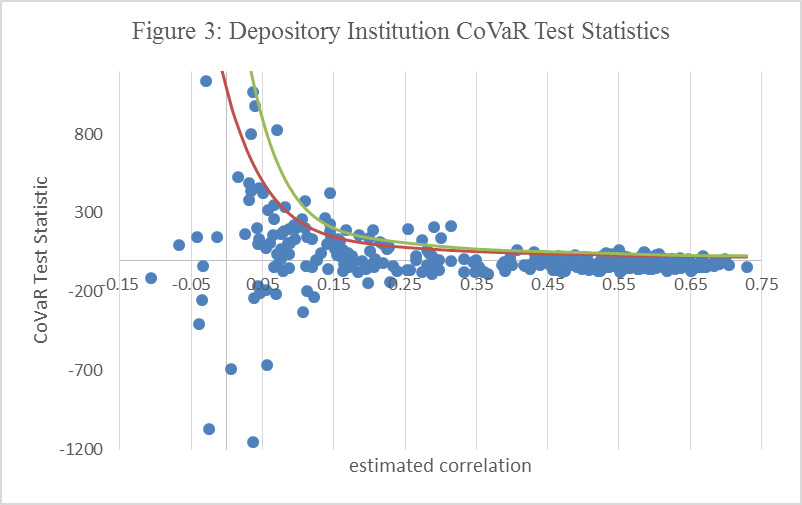 Figure 3: Depository Institution CoVaR Test Statistics
CoVaR Test Statistic
800
300
-200
-700
-1200
-0.15 -0.05 0.05 0.15 0.25 0.35 0.45 0.55 0.65 0.75
estimated correlation